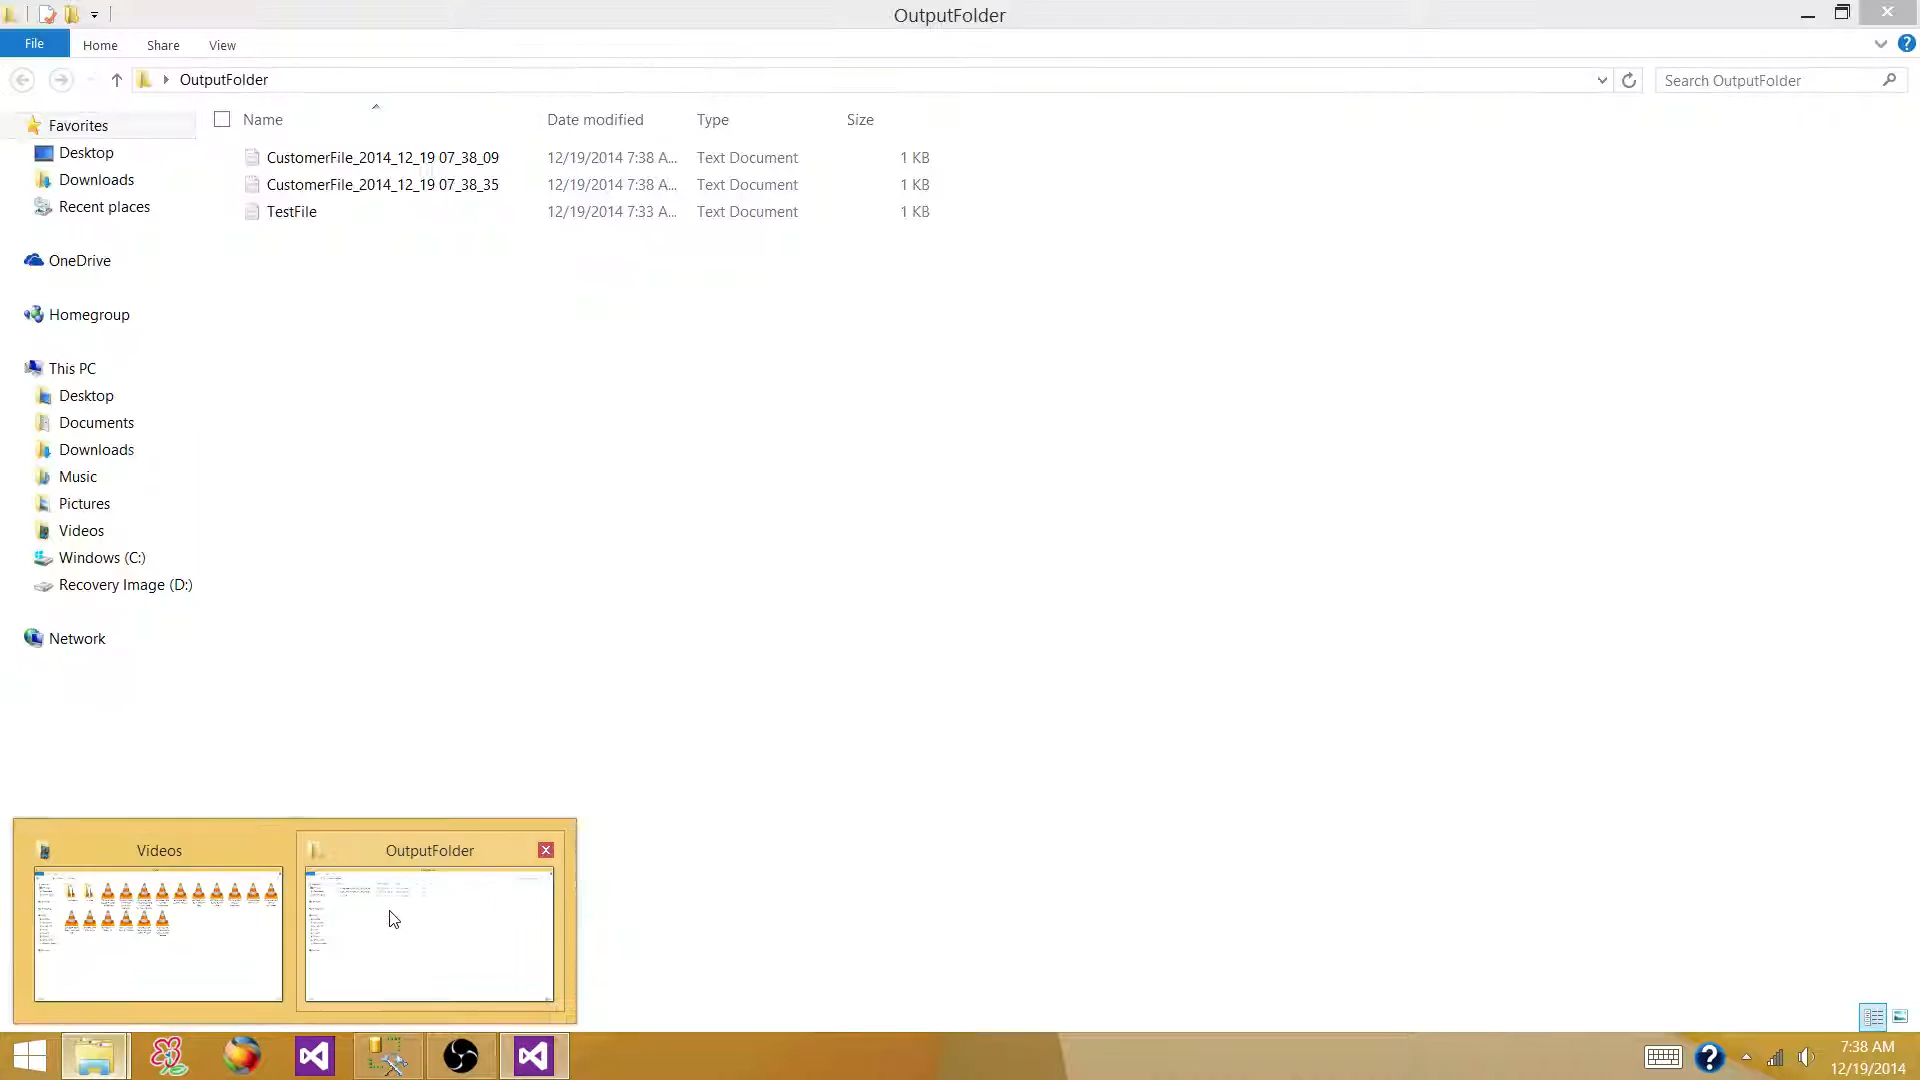 OutputFolder
File
Home
Share
View
OutputFolder
Search OutputFolder
Name
Date modified
Type
Size
CustomerFile_2014_12_19 07_38_09
12/19/2014 7:38 A...
Text Document
1 KB
CustomerFile_2014_12_19 07_38_35
12/19/2014 7:38 A...
Text Document
1 KB
TestFile
12/19/2014 7:33 A...
Text Document
1 KB
Favorites
Desktop
Downloads
Recent places
OneDrive
Homegroup
This PC
Desktop
Documents
Downloads
Music
Pictures
Videos
Windows (C:)
Recovery Image (D:)
Network
Videos
OutputFolder
7:38 AM
12/19/2014